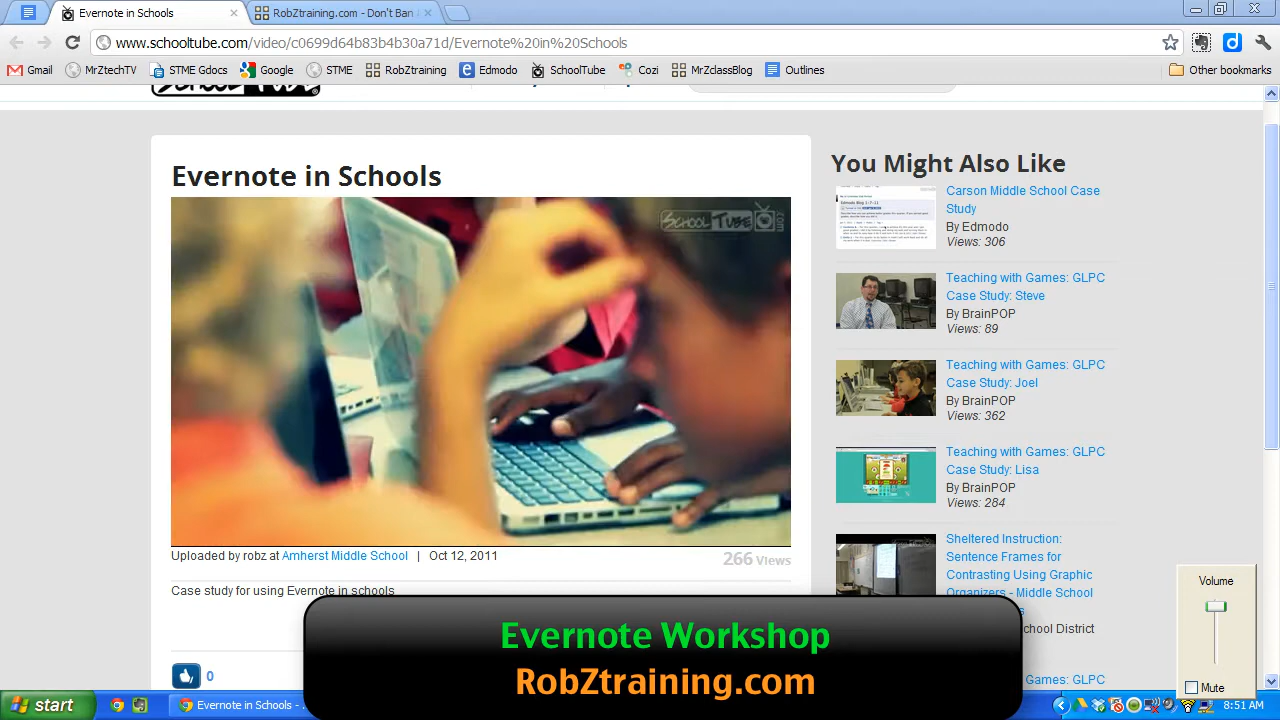 Evernote in Schools
RobZtraining.com - Don't Ban
www.schooltube.com/video/c0699d64b83b4b30a71d/Evernote%20in%20Schools
Gmail
MrZtechTV
STME Gdocs
Google
STME
RobZtraining
Edmodo
SchoolTube
Cozi
MrZclassBlog
Outlines
Other bookmarks
Evernote in Schools
SCHOOLTUBE.com
Uploaded by robz at Amherst Middle School | Oct 12, 2011
266 Views
Case study for using Evernote in schools
0
You Might Also Like
Carson Middle School Case
Study
By Edmodo
Views: 306
Teaching with Games: GLPC
Case Study: Steve
By BrainPOP
Views: 89
Teaching with Games: GLPC
Case Study: Joel
By BrainPOP
Views: 362
Teaching with Games: GLPC
Case Study: Lisa
By BrainPOP
Views: 284
Sheltered Instruction:
Sentence Frames for
Contrasting Using Graphic
Organizers - Middle School
School District
Games: GLPC
Volume
Mute
Evernote Workshop
RobZtraining.com
start
Evernote in Schools -
8:51 AM